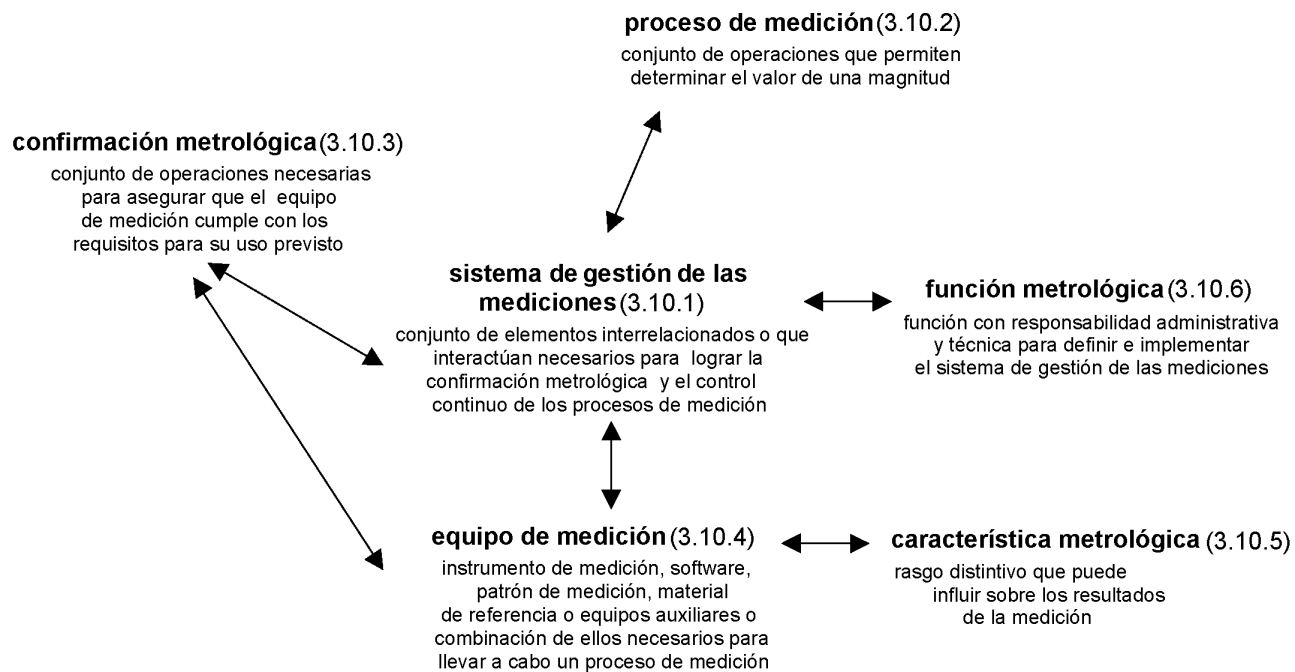 proceso de medición (3.10.2)
conjunto de operaciones que permiten
determinar el valor de una magnitud
confirmación metrológica (3.10.3)
conjunto de operaciones necesarias
para asegurar que el equipo
de medición cumple con los
requisitos para su uso previsto
sistema de gestión de las
mediciones (3.10.1)
conjunto de elementos interrelacionados o que
interactúan necesarios para lograr la
confirmación metrológica y el control
continuo de los procesos de medición
función metrológica (3.10.6)
función con responsabilidad administrativa
y técnica para definir e implementar
el sistema de gestión de las mediciones
equipo de medición (3.10.4)
instrumento de medición, software,
patrón de medición, material
de referencia o equipos auxiliares o
combinación de ellos necesarios para
llevar a cabo un proceso de medición
característica metrológica (3.10.5)
rasgo distintivo que puede
influir sobre los resultados
de la medición